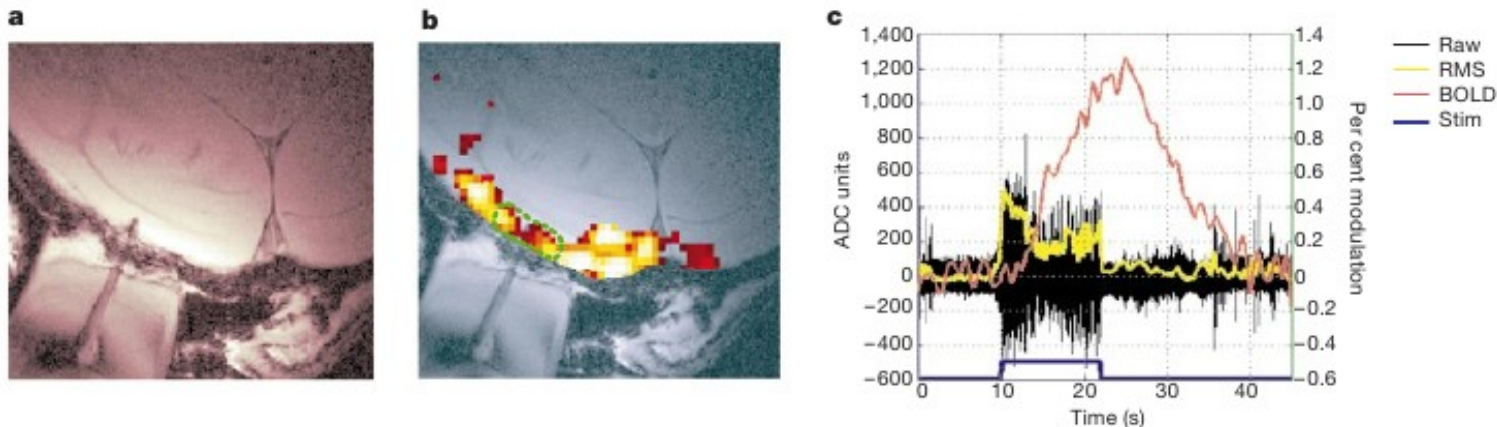 a
b
c
1,400
1,200
1,000
800
600
400
200
0
−200
−400
−600
ADC units
1.4
1.2
1.0
0.8
0.6
0.4
0.2
0
−0.2
−0.4
−0.6
Per cent modulation
0 10 20 30 40
Time (s)
Raw
RMS
BOLD
Stim